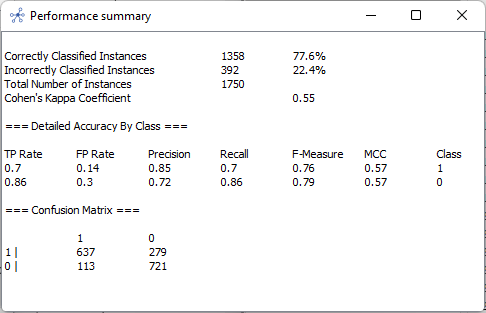 Performance summary
Correctly Classified Instances 1358 77.6%
Incorrectly Classified Instances 392 22.4%
Total Number of Instances 1750
Cohen's Kappa Coefficient 0.55
=== Detailed Accuracy By Class ===
TP Rate FP Rate Precision Recall F-Measure MCC Class
0.7 0.14 0.85 0.7 0.76 0.57 1
0.86 0.3 0.72 0.86 0.79 0.57 0
=== Confusion Matrix ===
1 0
1 | 637 279
0 | 113 721